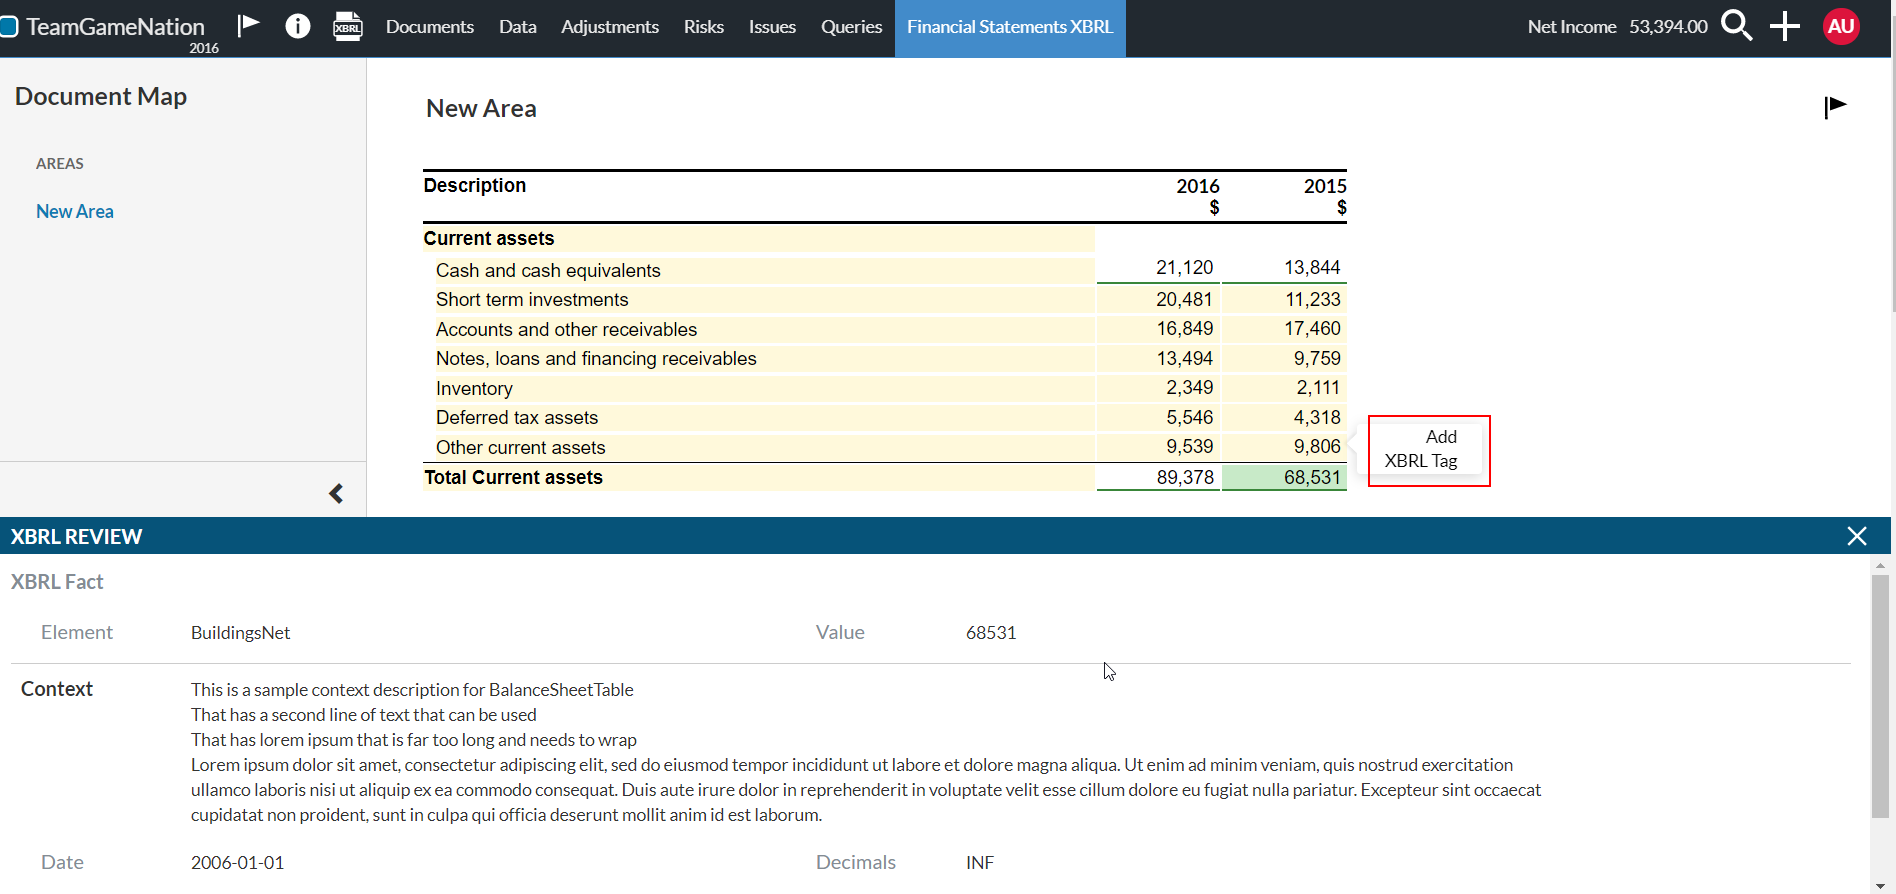 TeamGameNation
2016
i
XBRL
Documents
Data
Adjustments
Risks
Issues
Queries
Financial Statements XBRL
Net Income 53,394.00
AU
Document Map
AREAS
New Area
New Area
Description 2016 2015
$ $
Current assets
Cash and cash equivalents 21,120 13,844
Short term investments 20,481 11,233
Accounts and other receivables 16,849 17,460
Notes, loans and financing receivables 13,494 9,759
Inventory 2,349 2,111
Deferred tax assets 5,546 4,318
Other current assets 9,539 9,806
Total Current assets 89,378 68,531
Add
XBRL Tag
XBRL REVIEW
XBRL Fact
Element BuildingsNet Value 68531
Context
This is a sample context description for BalanceSheetTable
That has a second line of text that can be used
That has lorem ipsum that is far too long and needs to wrap
Lorem ipsum dolor sit amet, consectetur adipiscing elit, sed do eiusmod tempor incididunt ut labore et dolore magna aliqua. Ut enim ad minim veniam, quis nostrud exercitation
ullamco laboris nisi ut aliquip ex ea commodo consequat. Duis aute irure dolor in reprehenderit in voluptate velit esse cillum dolore eu fugiat nulla pariatur. Excepteur sint occaecat
cupidatat non proident, sunt in culpa qui officia deserunt mollit anim id est laborum.
Date 2006-01-01 Decimals INF